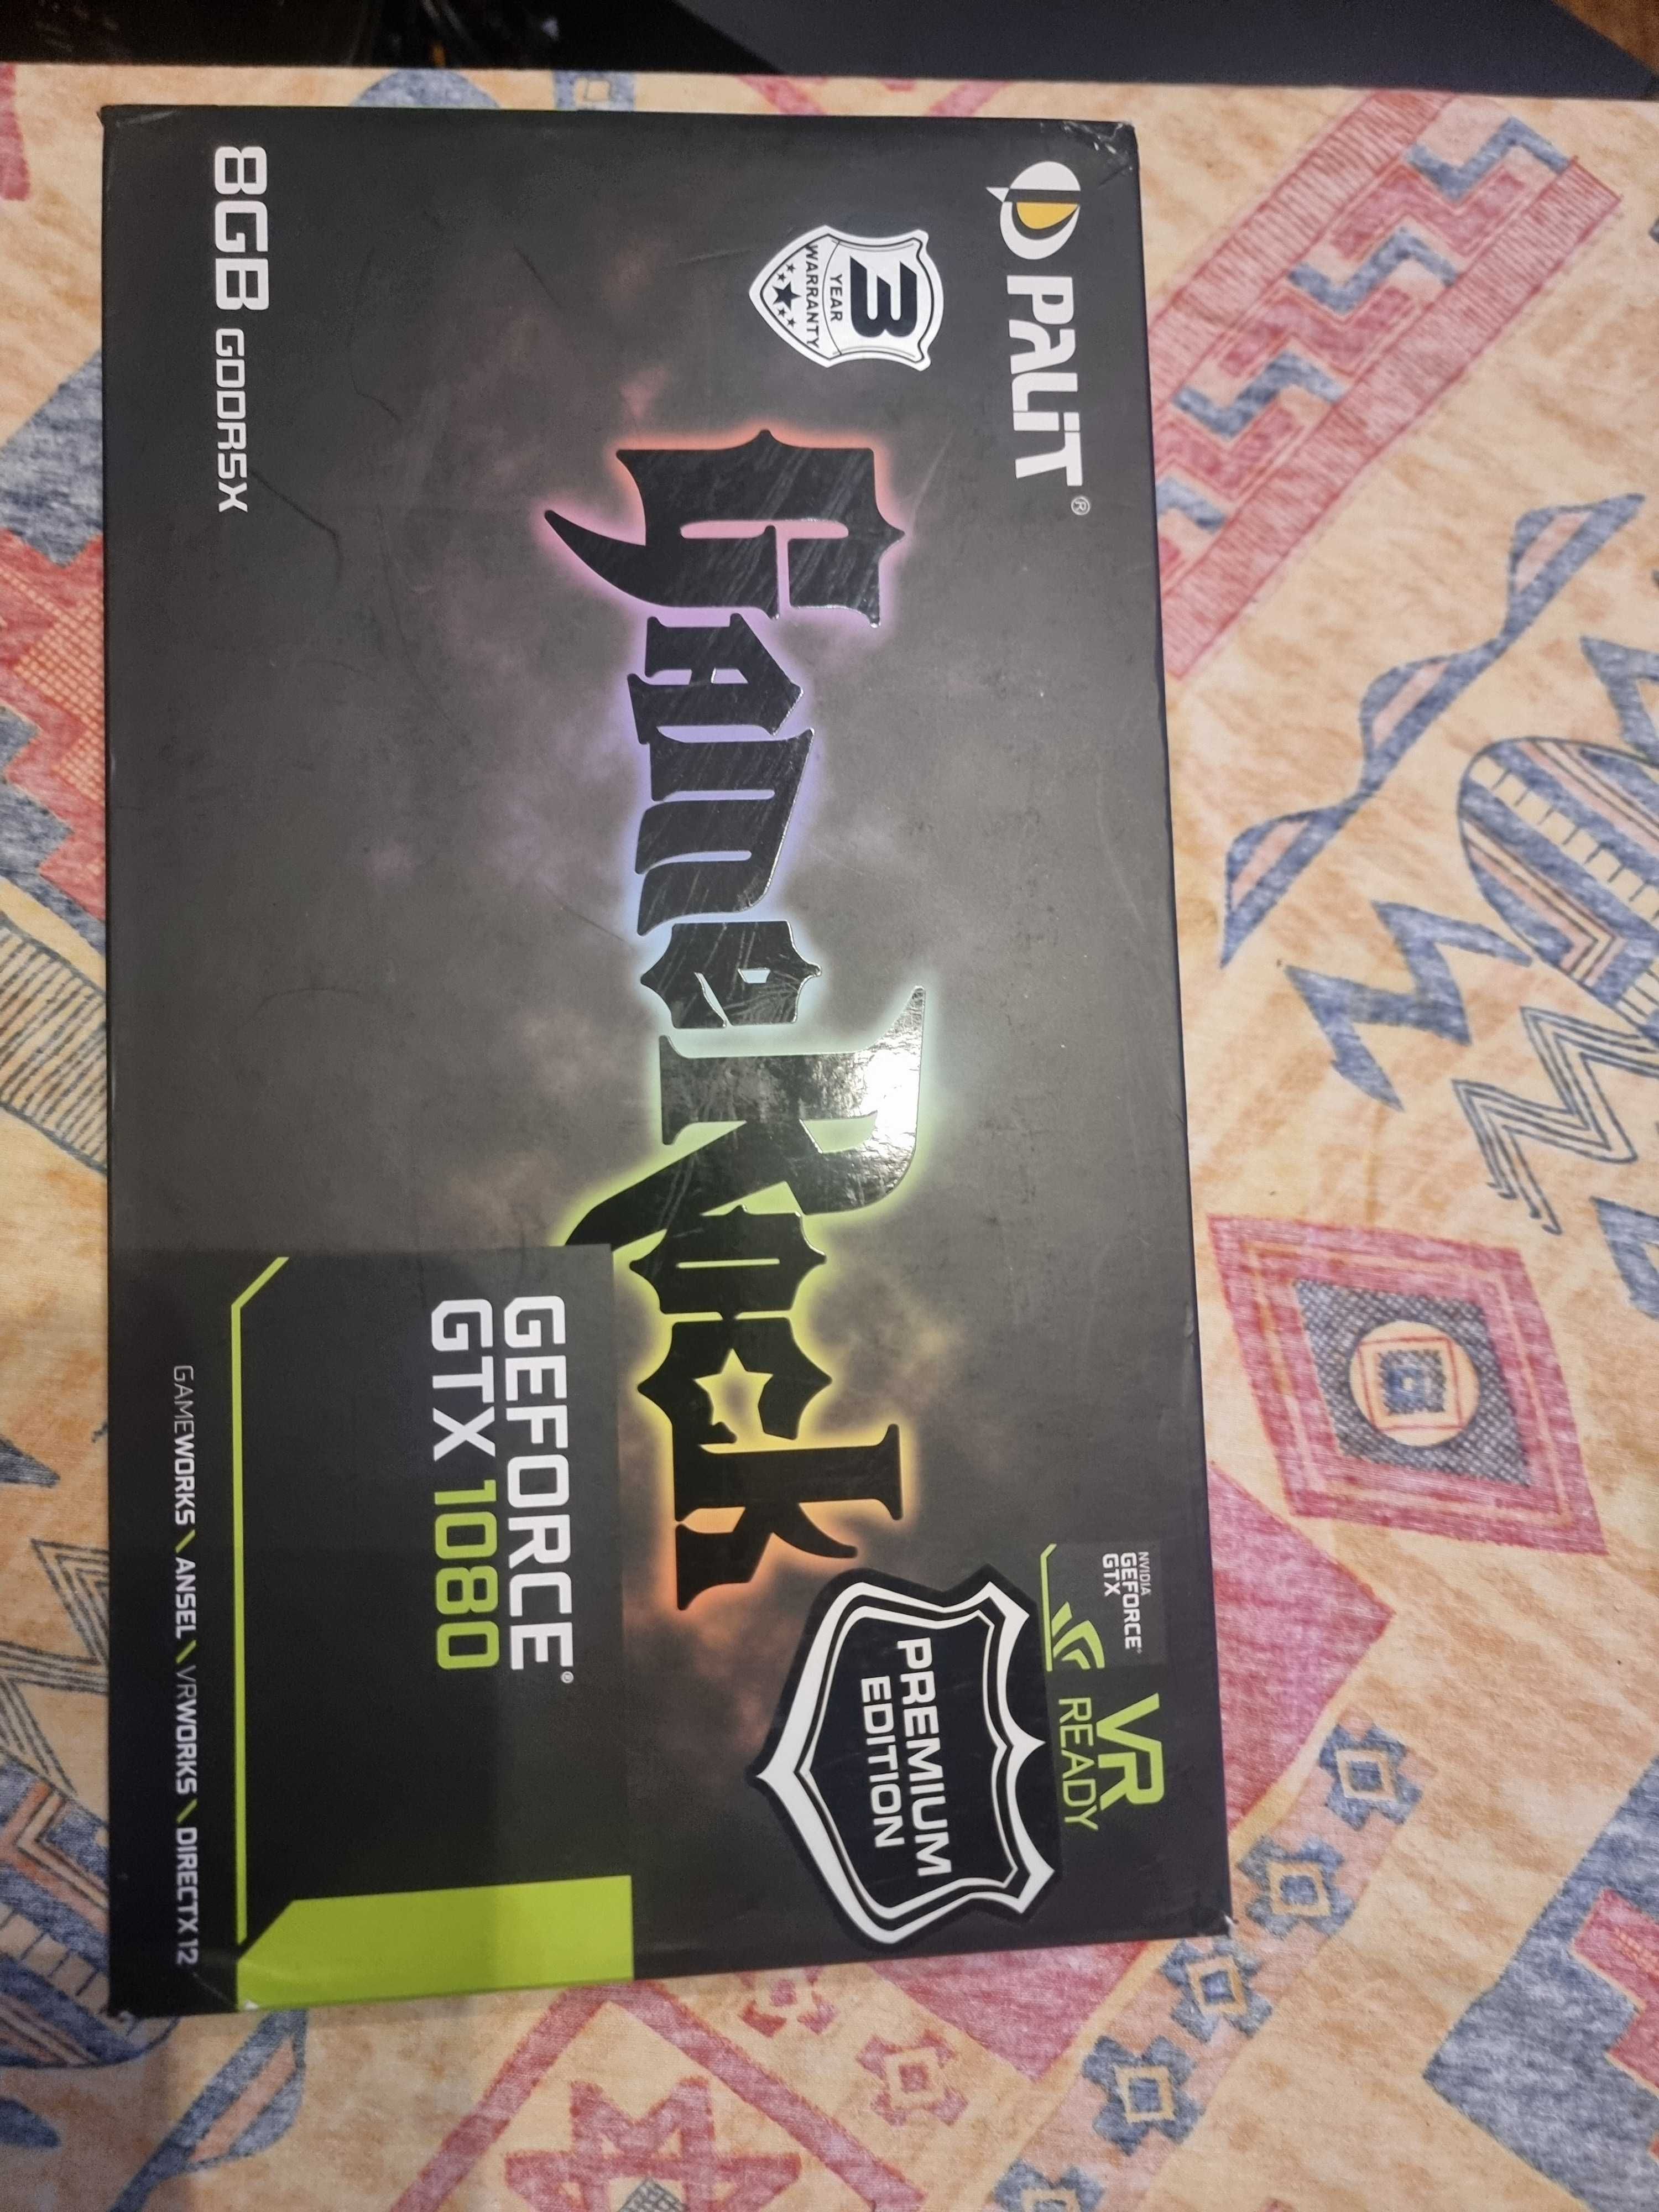 PALiT®
NVIDIA
GEFORCE®
GTX
VR
READY
3
YEAR
WARRANTY
GameRock
PREMIUM
EDITION
GEFORCE®
GTX 1080
8GB GDDR5X
GAMEWORKS \ ANSEL \ VRWORKS \ DIRECTX 12